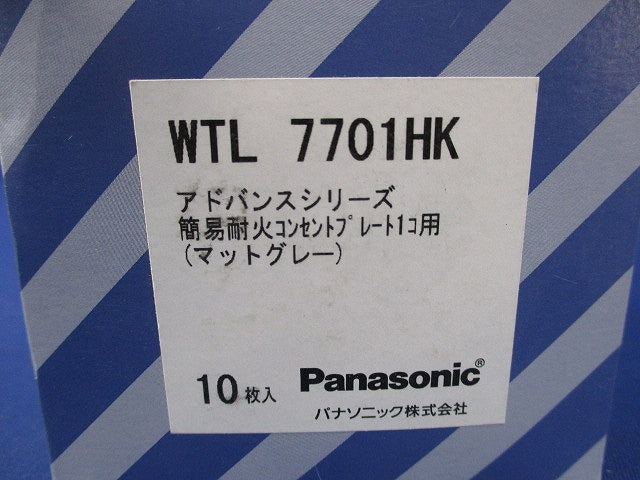 WTL 7701HK
アドバンスシリーズ
簡易耐火ｺﾝｾﾝﾄﾌﾟﾚｰﾄ1ｺ用
(マットグレー)
10枚入
Panasonic®
パナソニック株式会社